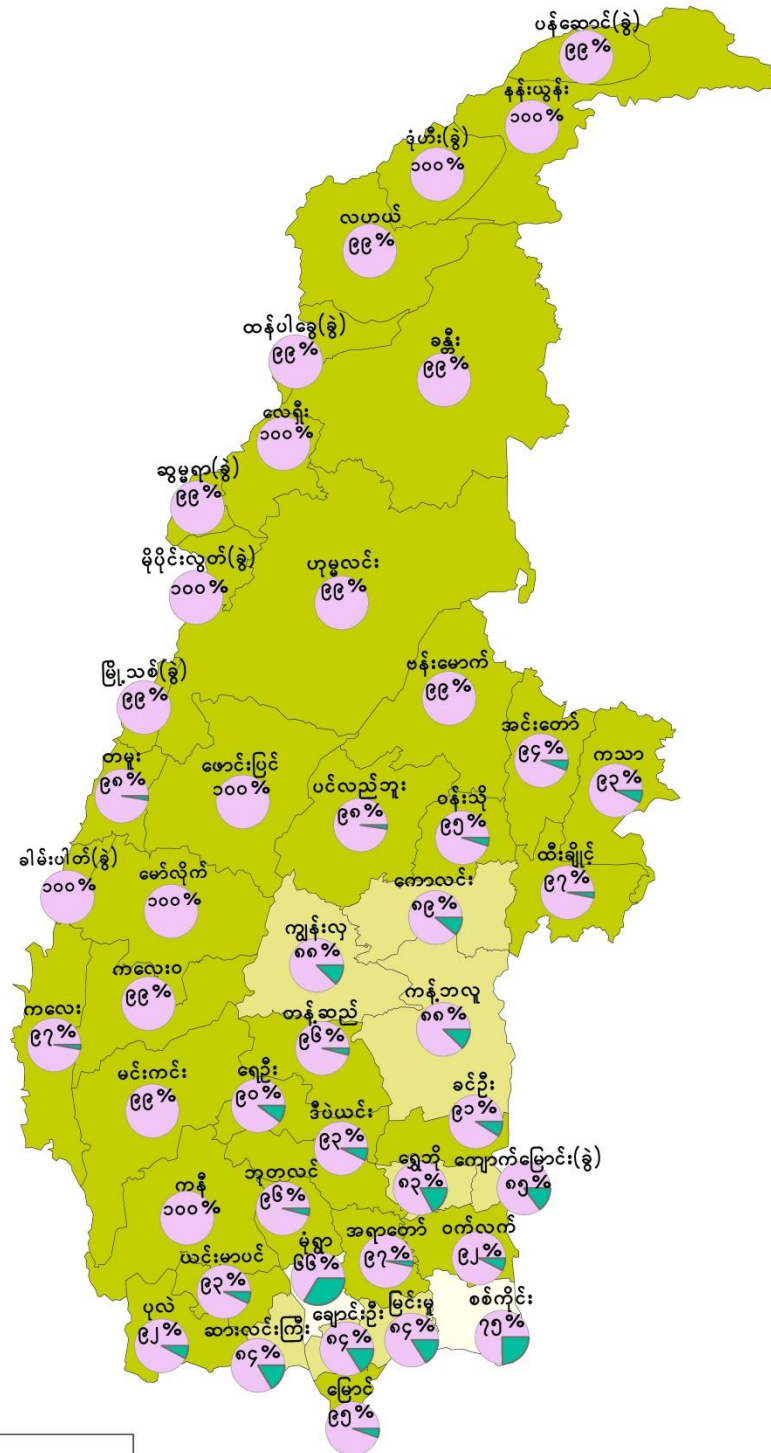 ပန်ဆောင်(ခွဲ)
၉၉%
နန်းယွန်း
၁၀၀%
ဒုံဟီး(ခွဲ)
၁၀၀%
လဟယ်
၉၉%
ထန်ပါခွေ(ခွဲ)
၉၉%
ခန္တီး
၉၉%
လေရှီး
၁၀၀%
ဆွမ္မရာ(ခွဲ)
၉၉%
မိုပိုင်းလွတ်(ခွဲ)
၁၀၀%
ဟုမ္မလင်း
၉၉%
ဗန်းမောက်
၉၉%
မြို့သစ်(ခွဲ)
၉၉%
အင်းတော်
၉၄%
ကသာ
၉၃%
တမူး
၉၈%
ဖောင်းပြင်
၁၀၀%
ပင်လည်ဘူး
၉၈%
ဝန်းသို
၉၅%
ထီးချိုင့်
၉၇%
ခါမ်းပါတ်(ခွဲ)
၁၀၀%
မော်လိုက်
၁၀၀%
ကောလင်း
၈၉%
ကျွန်းလှ
၈၈%
ကလေးဝ
၉၉%
ကန့်ဘလူ
၈၈%
ကလေး
၉၇%
တန့်ဆည်
၉၆%
မင်းကင်း
၉၉%
ရေဦး
၉၀%
ခင်ဦး
၉၁%
ဒီပဲယင်း
၉၃%
ရွှေဘို
၈၃%
ကျောက်မြောင်း(ခွဲ)
၈၅%
ကနီ
၁၀၀%
ဘုတလင်
၉၆%
အရာတော်
၉၇%
ဝက်လက်
၉၂%
ယင်းမာပင်
၉၃%
မုံရွာ
၆၆%
ပုလဲ
၉၂%
ဆားလင်းကြီး
၈၄%
ချောင်းဦး
၈၄%
မြင်းမူ
၈၄%
စစ်ကိုင်း
၇၅%
မြောင်
၉၅%